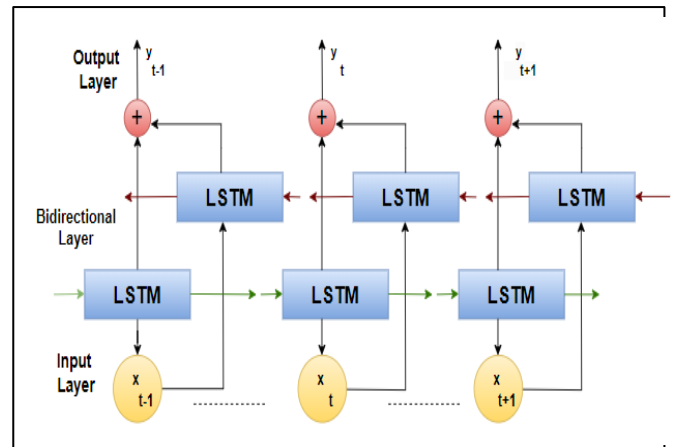 Output
Layer
y
t-1
y
t
y
t+1
+
+
+
LSTM
LSTM
LSTM
Bidirectional
Layer
LSTM
LSTM
LSTM
Input
Layer
x
t-1
x
t
x
t+1